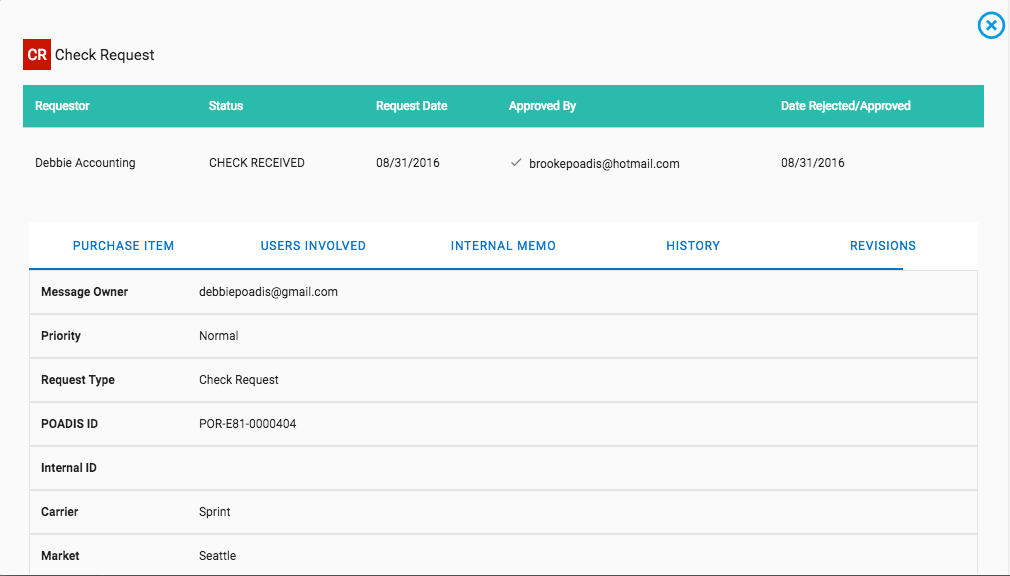 CR Check Request
Requestor Status Request Date Approved By Date Rejected/Approved
Debbie Accounting CHECK RECEIVED 08/31/2016 brookepoadis@hotmail.com 08/31/2016
PURCHASE ITEM USERS INVOLVED INTERNAL MEMO HISTORY REVISIONS
Message Owner debbiepoadis@gmail.com
Priority Normal
Request Type Check Request
POADIS ID POR-E81-0000404
Internal ID
Carrier Sprint
Market Seattle